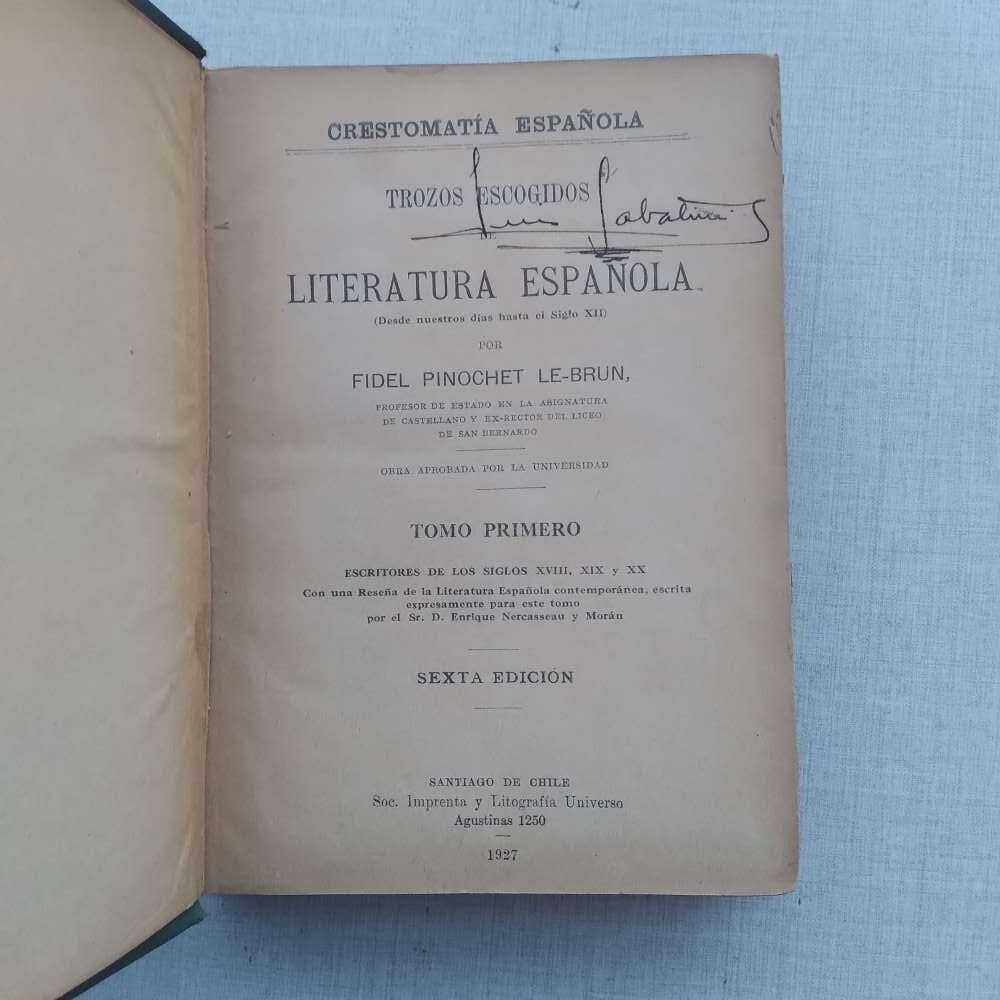 CRESTOMATÍA ESPAÑOLA
TROZOS ESCOGIDOS
DE
LITERATURA ESPAÑOLA
(Desde nuestros días hasta el Siglo XII)
POR
FIDEL PINOCHET LE-BRUN,
PROFESOR DE ESTADO EN LA ASIGNATURA
DE CASTELLANO Y EX-RECTOR DEL LICEO
DE SAN BERNARDO
OBRA APROBADA POR LA UNIVERSIDAD
TOMO PRIMERO
ESCRITORES DE LOS SIGLOS XVIII, XIX y XX
Con una Reseña de la Literatura Española contemporánea, escrita
expresamente para este tomo
por el Sr. D. Enrique Nercasseau y Morán
SEXTA EDICIÓN
SANTIAGO DE CHILE
Soc. Imprenta y Litografía Universo
Agustinas 1250
1927